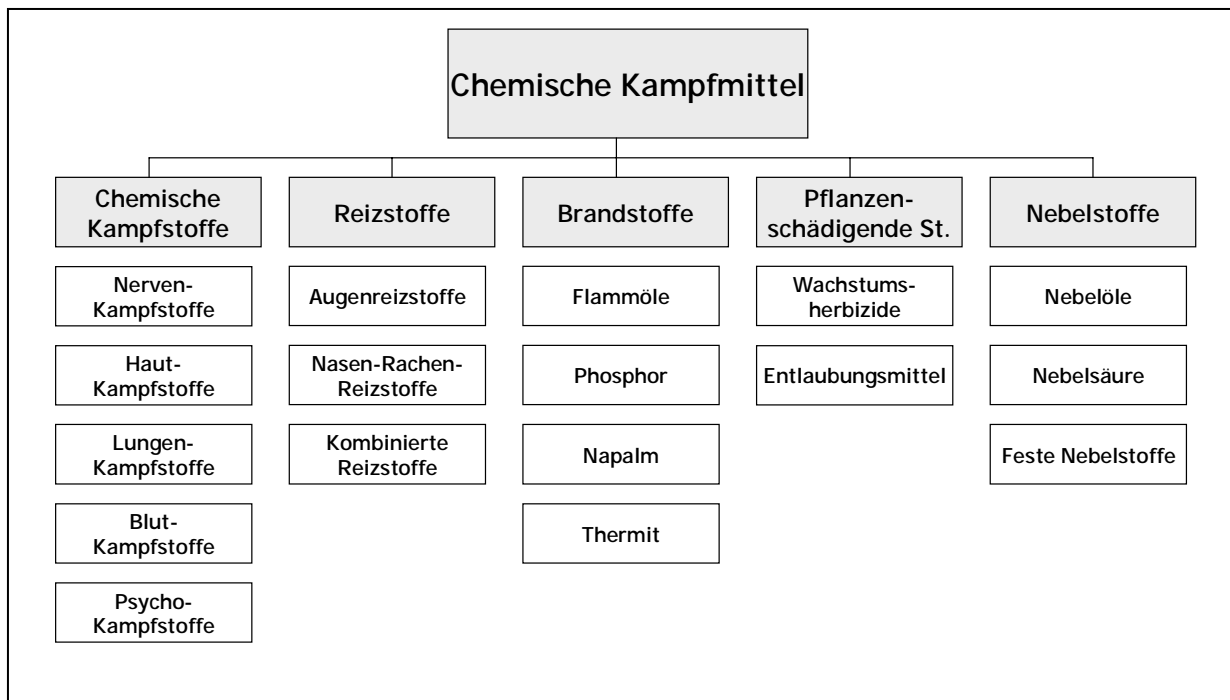 Chemische Kampfmittel
Chemische
Kampfstoffe
Nerven-
Kampfstoffe
Haut-
Kampfstoffe
Lungen-
Kampfstoffe
Blut-
Kampfstoffe
Psycho-
Kampfstoffe
Reizstoffe
Augenreizstoffe
Nasen-Rachen-
Reizstoffe
Kombinierte
Reizstoffe
Brandstoffe
Flammöle
Phosphor
Napalm
Thermit
Pflanzen-
schädigende St.
Wachstums-
herbizide
Entlaubungsmittel
Nebelstoffe
Nebelöle
Nebelsäure
Feste Nebelstoffe